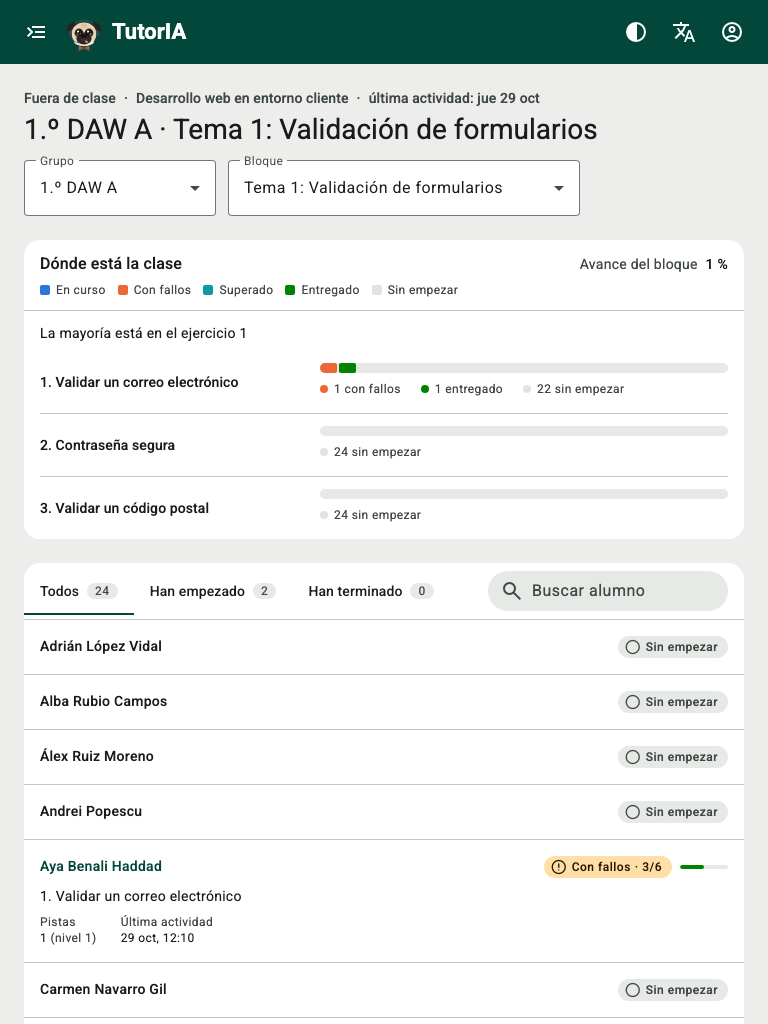 TutorIA
Fuera de clase · Desarrollo web en entorno cliente · última actividad: jue 29 oct
1.º DAW A · Tema 1: Validación de formularios
Grupo
1.º DAW A
Bloque
Tema 1: Validación de formularios
Dónde está la clase
Avance del bloque 1 %
En curso Con fallos Superado Entregado Sin empezar
La mayoría está en el ejercicio 1
1. Validar un correo electrónico
1 con fallos 1 entregado 22 sin empezar
2. Contraseña segura
24 sin empezar
3. Validar un código postal
24 sin empezar
Todos 24 Han empezado 2 Han terminado 0 Buscar alumno
Adrián López Vidal Sin empezar
Alba Rubio Campos Sin empezar
Álex Ruiz Moreno Sin empezar
Andrei Popescu Sin empezar
Aya Benali Haddad Con fallos · 3/6
1. Validar un correo electrónico
Pistas Última actividad
1 (nivel 1) 29 oct, 12:10
Carmen Navarro Gil Sin empezar